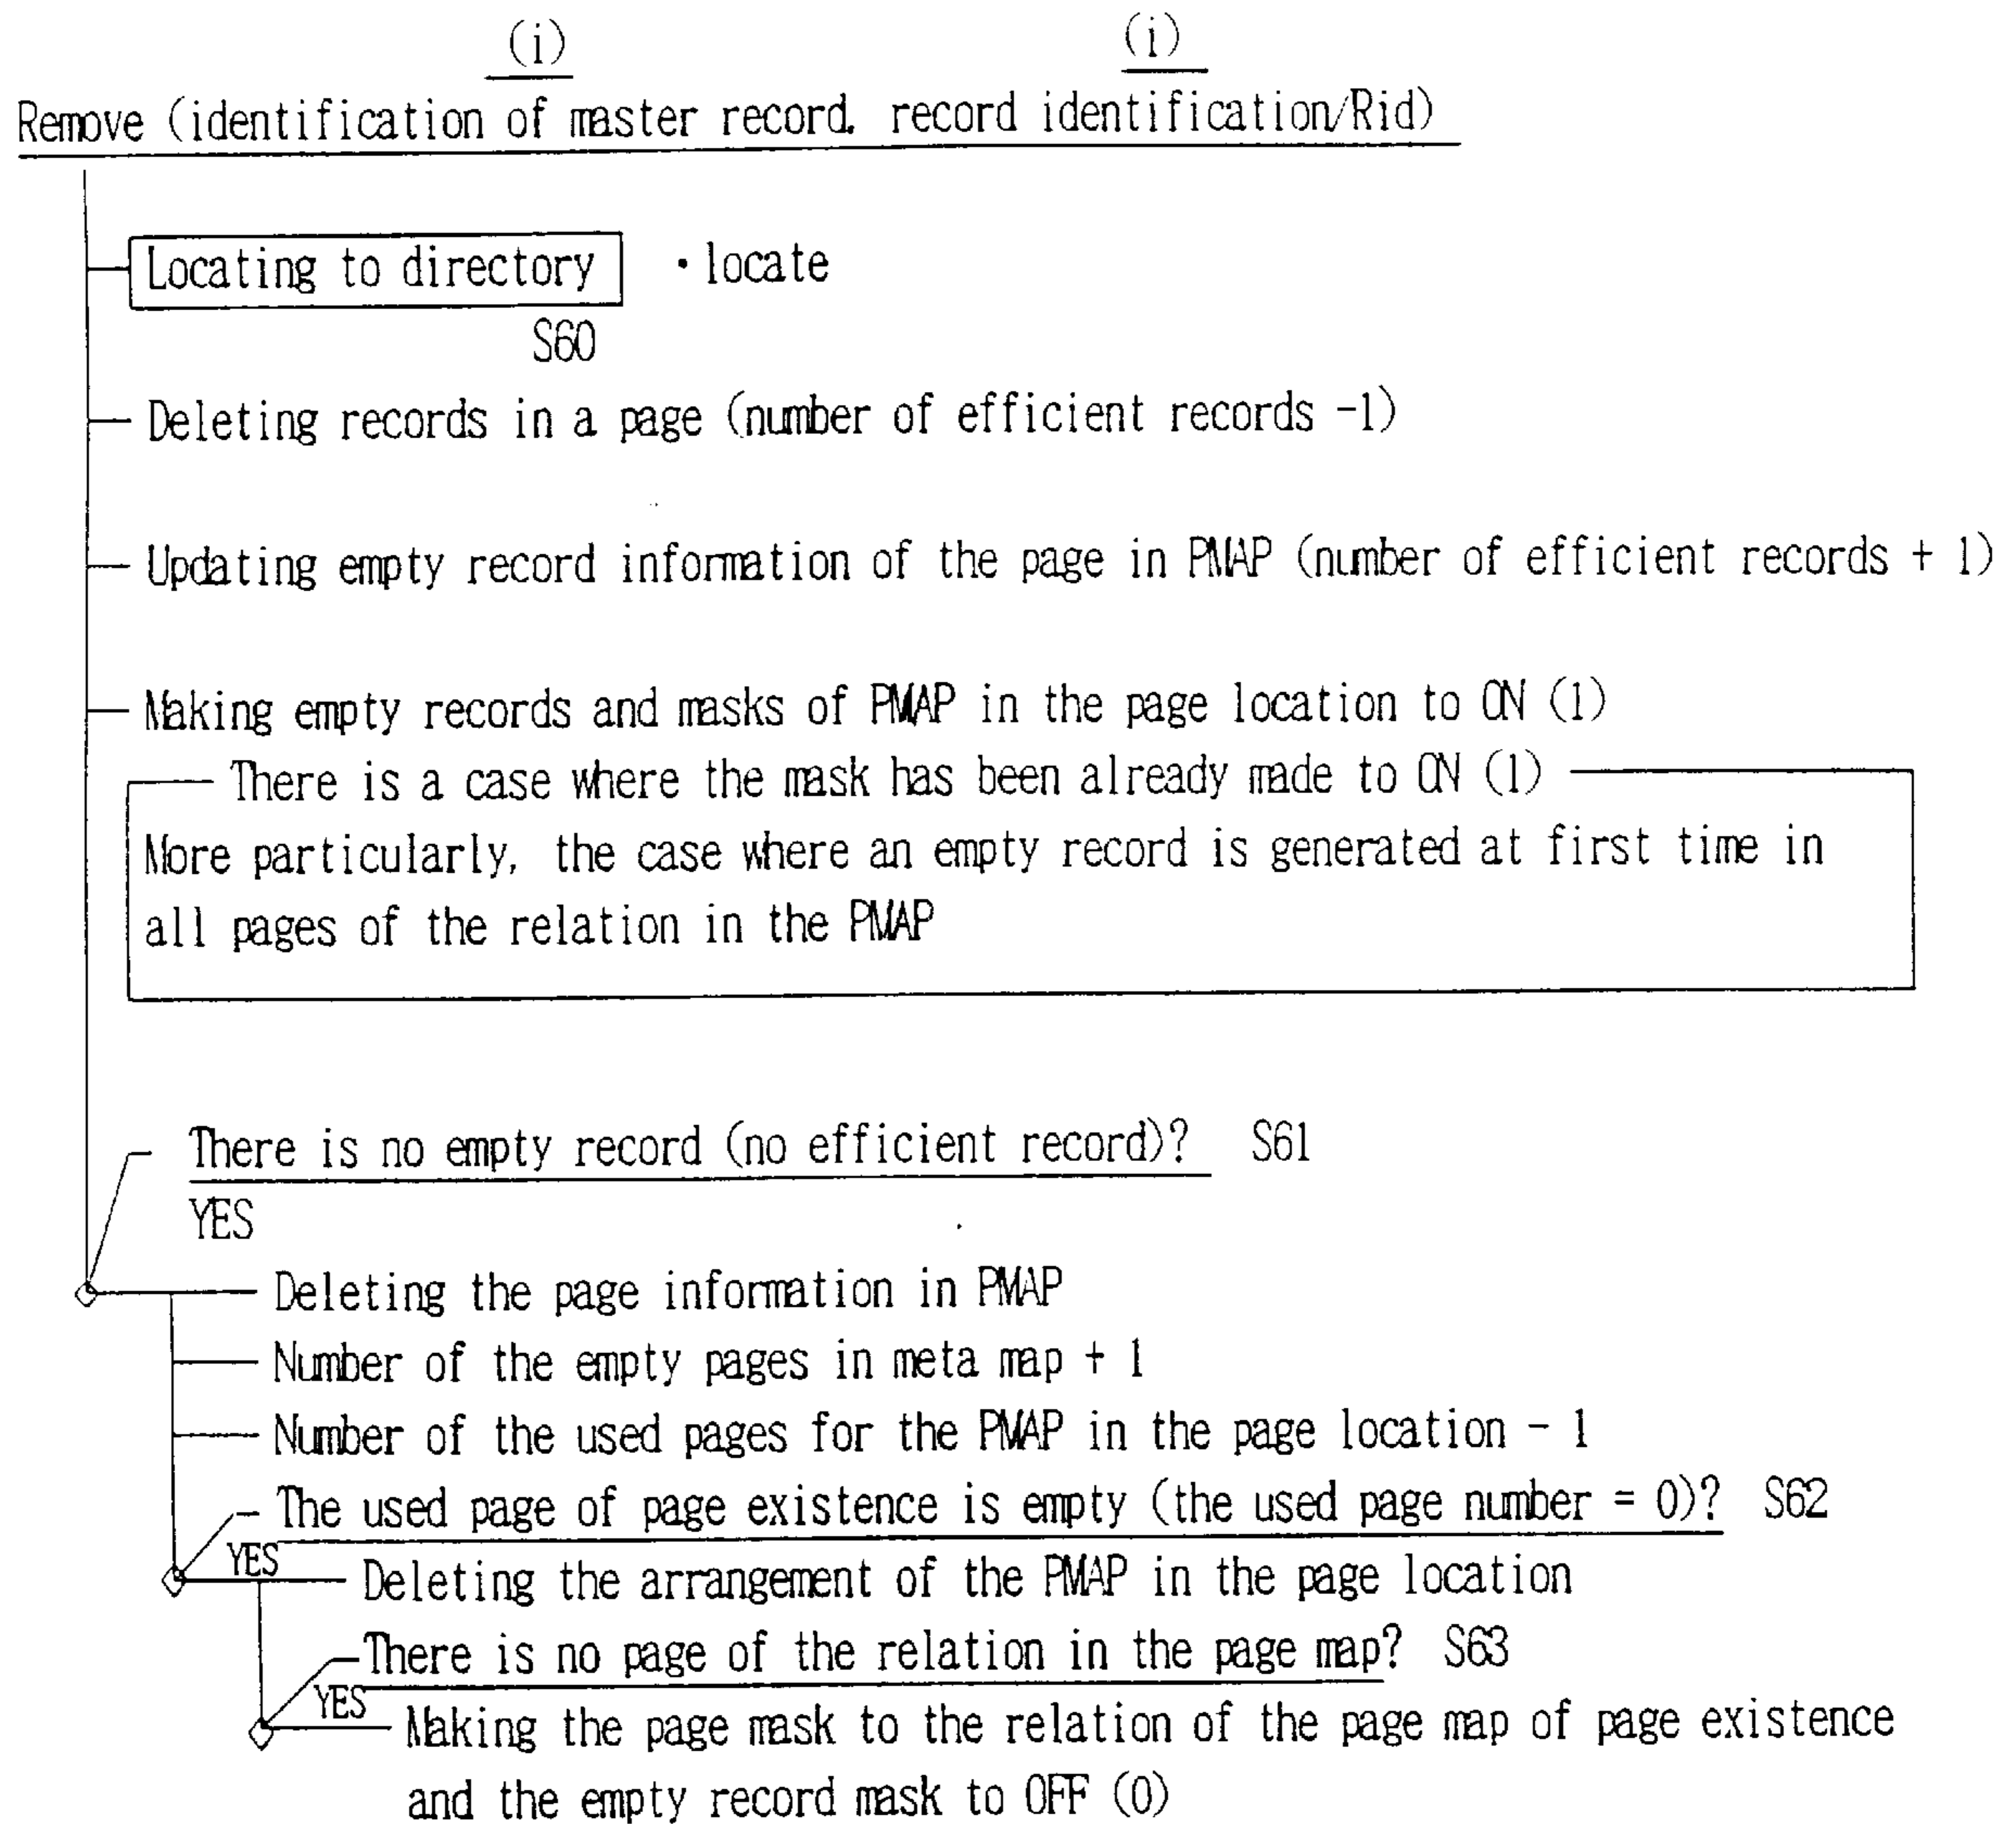 (i) (i)
Remove (identification of master record. record identification/Rid)
Locating to directory ・locate
S60
Deleting records in a page (number of efficient records -1)
Updating empty record information of the page in PMAP (number of efficient records + 1)
Making empty records and masks of PMAP in the page location to ON (1)
There is a case where the mask has been already made to ON (1)
More particularly, the case where an empty record is generated at first time in
all pages of the relation in the PMAP
There is no empty record (no efficient record)? S61
YES
Deleting the page information in PMAP
Number of the empty pages in meta map + 1
Number of the used pages for the PMAP in the page location - 1
The used page of page existence is empty (the used page number = 0)? S62
YES
Deleting the arrangement of the PMAP in the page location
There is no page of the relation in the page map? S63
YES
Making the page mask to the relation of the page map of page existence
and the empty record mask to OFF (0)